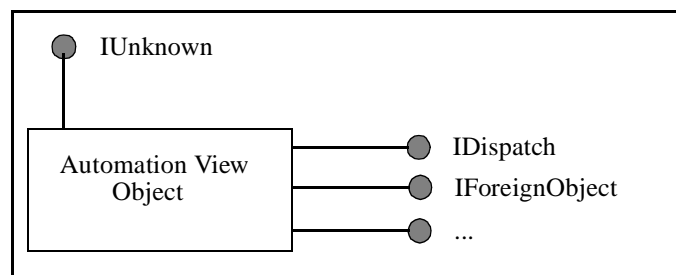 IUnknown
Automation View
Object
IDispatch
IForeignObject
...